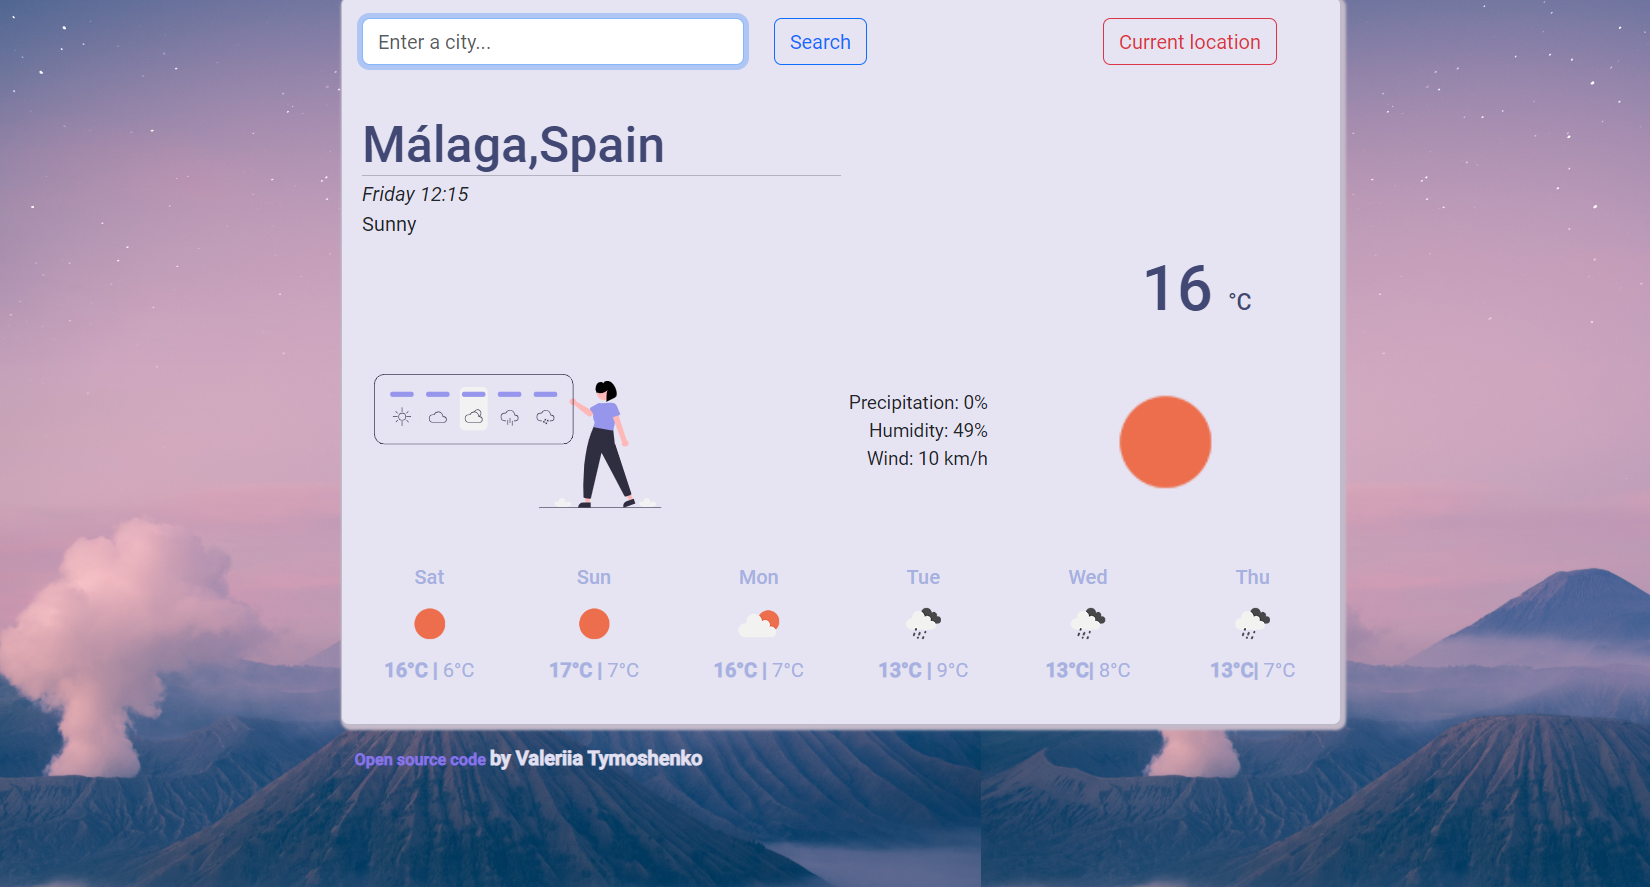 Enter a city...
Search
Current location
Málaga,Spain
Friday 12:15
Sunny
16 °C
Precipitation: 0%
Humidity: 49%
Wind: 10 km/h
Sat Sun Mon Tue Wed Thu
16°C | 6°C 17°C | 7°C 16°C | 7°C 13°C | 9°C 13°C| 8°C 13°C| 7°C
Open source code by Valeriia Tymoshenko